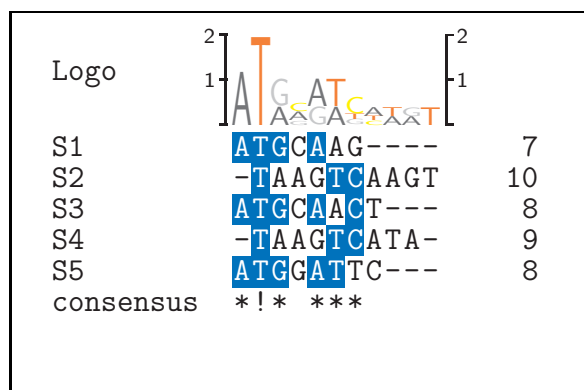 2 2
Logo 1 AT 1
S1 ATGCAAG---- 7
S2 -TAAGTCAAGT 10
S3 ATGCAACT--- 8
S4 -TAAGTCATA- 9
S5 ATGGATTC--- 8
consensus *!* ***